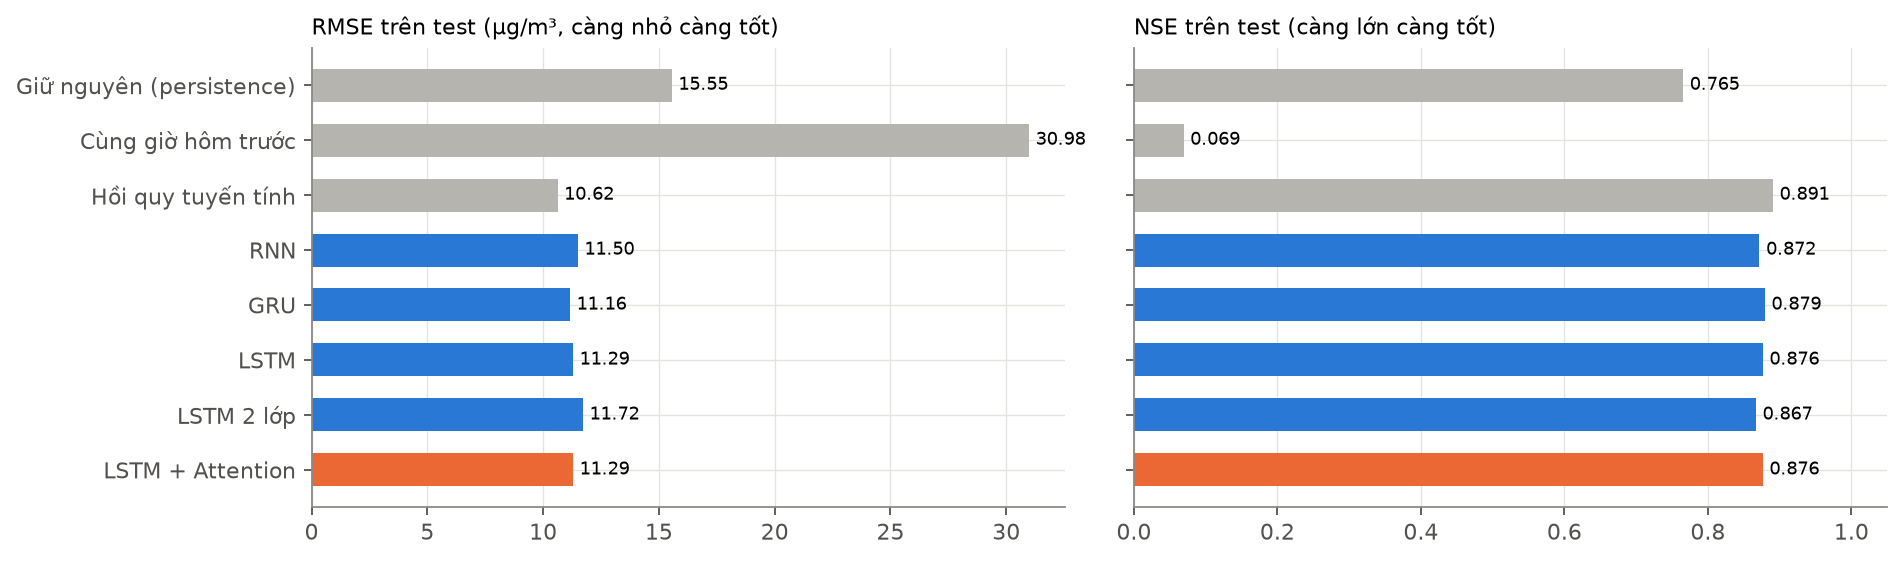 RMSE trên test (µg/m³, càng nhỏ càng tốt)
Giữ nguyên (persistence)
15.55
Cùng giờ hôm trước
30.98
Hồi quy tuyến tính
10.62
RNN
11.50
GRU
11.16
LSTM
11.29
LSTM 2 lớp
11.72
LSTM + Attention
11.29
0 5 10 15 20 25 30
NSE trên test (càng lớn càng tốt)
0.765
0.069
0.891
0.872
0.879
0.876
0.867
0.876
0.0 0.2 0.4 0.6 0.8 1.0